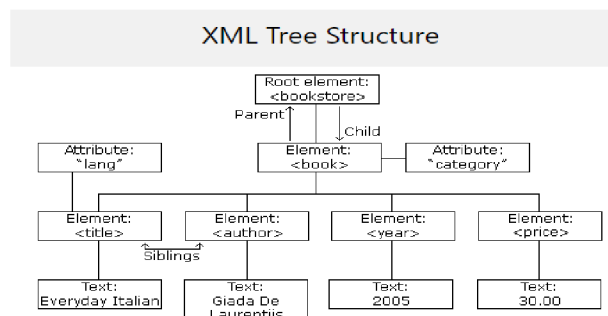 XML Tree Structure
Root element:
<bookstore>
Parent
Child
Attribute:
"lang"
Element:
<book>
Attribute:
"category"
Element:
<title>
Element:
<author>
Element:
<year>
Element:
<price>
Siblings
Text:
Everyday Italian
Text:
Giada De
Laurentiis
Text:
2005
Text:
30.00